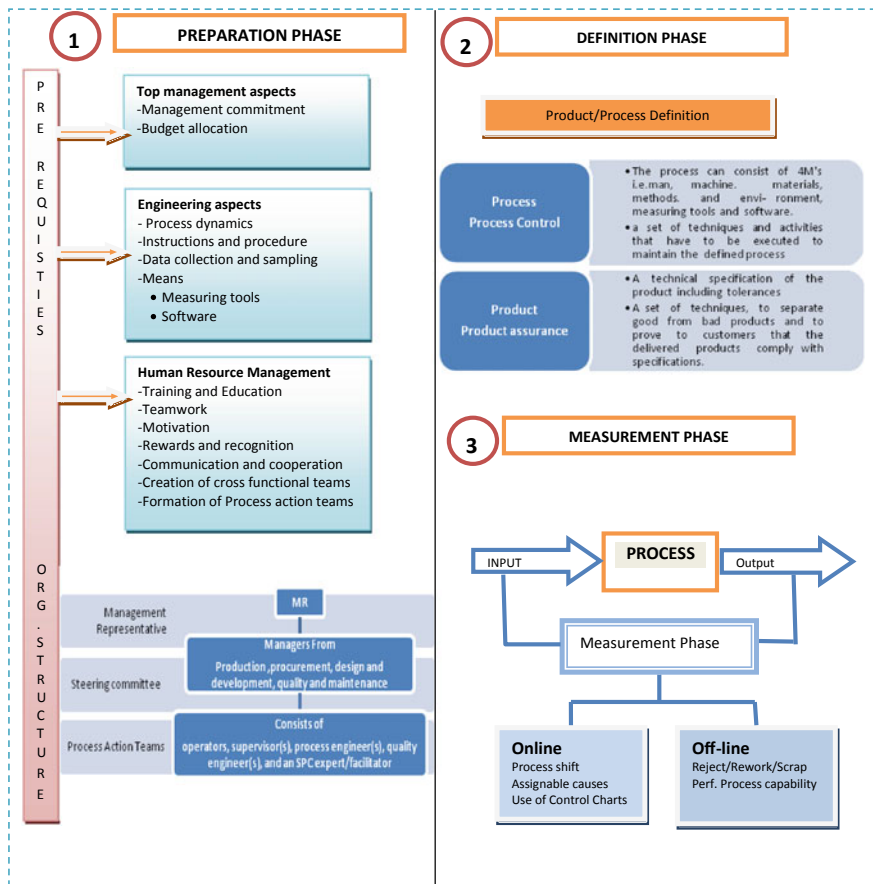 1
PREPARATION PHASE
PRE REQUISTIES
Top management aspects
-Management commitment
-Budget allocation
Engineering aspects
- Process dynamics
-Instructions and procedure
-Data collection and sampling
-Means
• Measuring tools
• Software
Human Resource Management
-Training and Education
-Teamwork
-Motivation
-Rewards and recognition
-Communication and cooperation
-Creation of cross functional teams
-Formation of Process action teams
ORG.STRUCTURE
Management
Representative
MR
Steering committee
Managers From
Production ,procurement, design and
development, quality and maintenance
Process Action Teams
Consists of
operators, supervisor(s), process engineer(s), quality
engineer(s), and an SPC expert/facilitator
2
DEFINITION PHASE
Product/Process Definition
Process
Process Control
• The process can consist of 4M's
i.e.man, machine. materials,
methods. and envi- ronment,
measuring tools and software.
• a set of techniques and activities
that have to be executed to
maintain the defined process
Product
Product assurance
• A technical specification of the
product including tolerances
• A set of techniques, to separate
good from bad products and to
prove to customers that the
delivered products comply with
specifications.
3
MEASUREMENT PHASE
INPUT
PROCESS
Output
Measurement Phase
Online
Process shift
Assignable causes
Use of Control Charts
Off-line
Reject/Rework/Scrap
Perf. Process capability